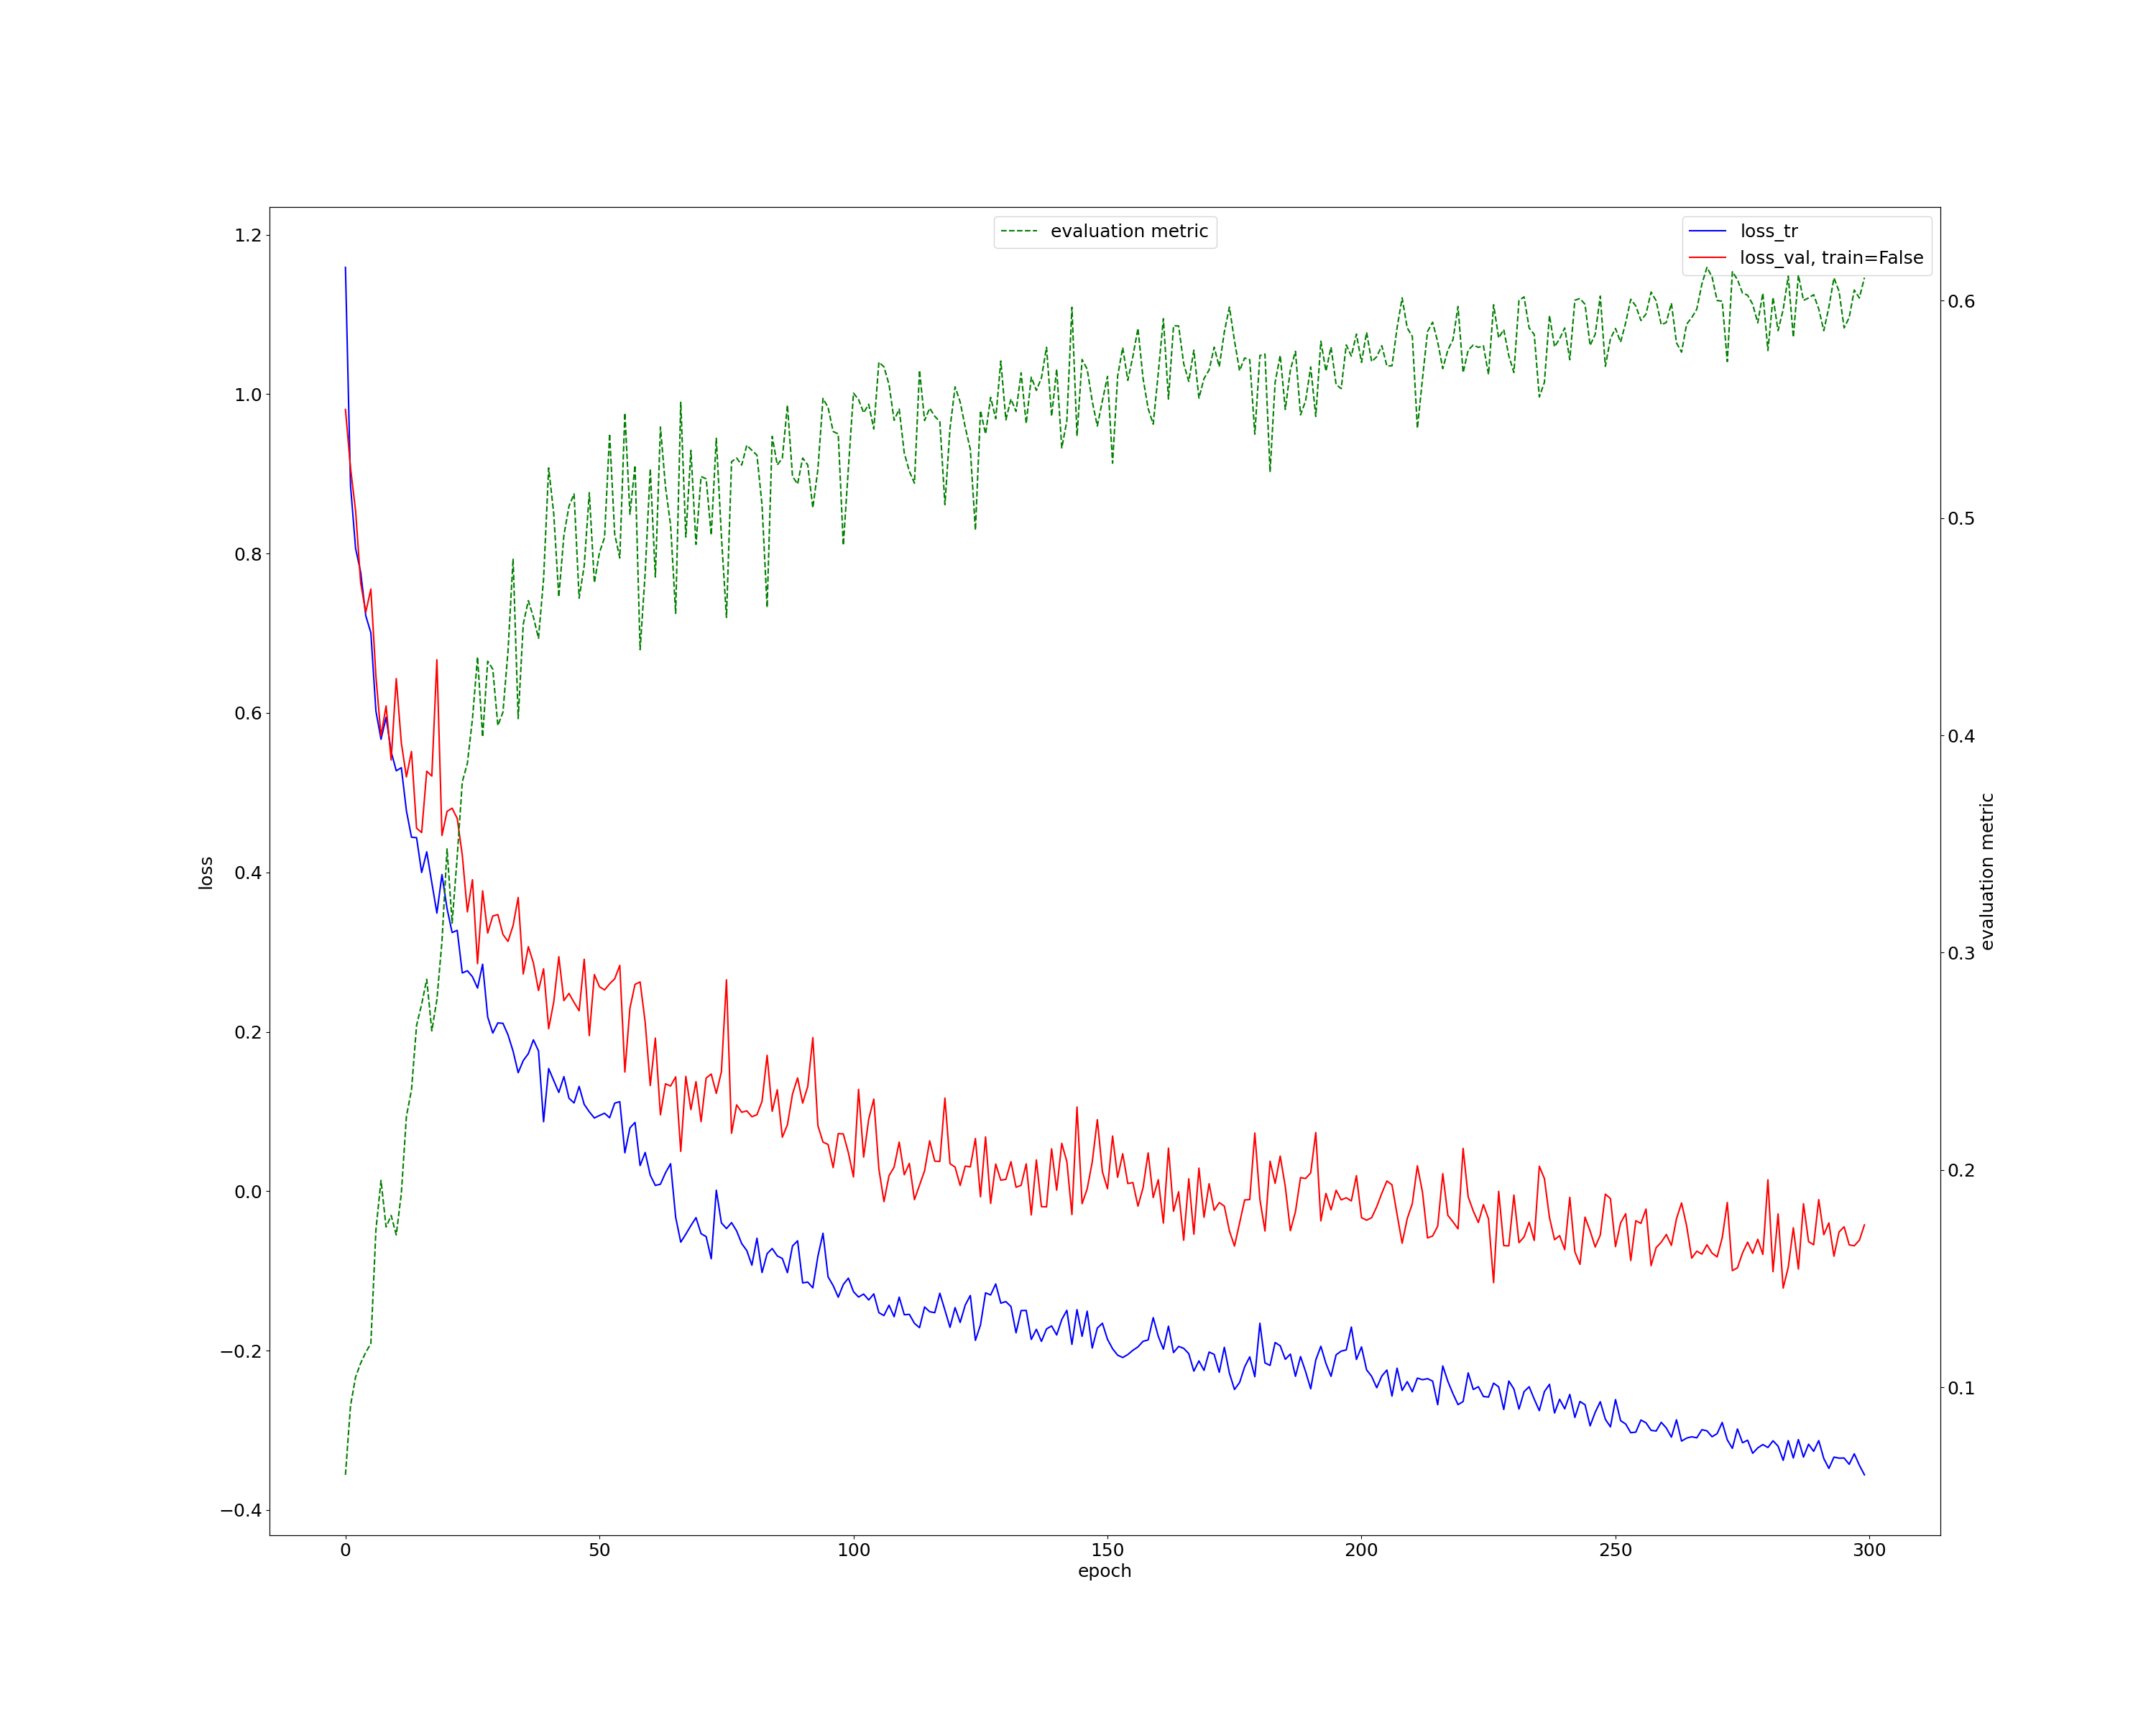 evaluation metric
loss_tr
loss_val, train=False
1.2
1.0
0.8
0.6
0.4
0.2
0.0
−0.2
−0.4
loss
0.6
0.5
0.4
0.3
0.2
0.1
evaluation metric
0 50 100 150 200 250 300
epoch